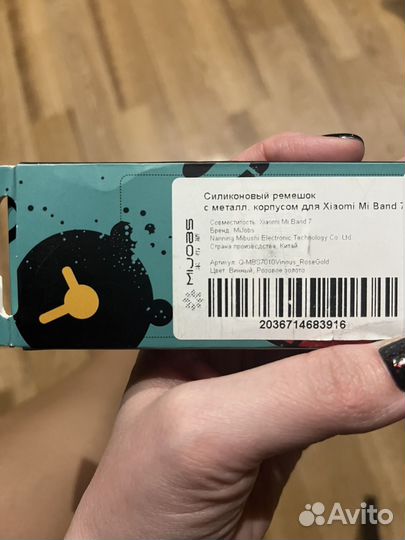 Силиконовый ремешок
с металл. корпусом для Xiaomi Mi Band 7
Совместимость: Xiaomi Mi Band 7
Бренд: MiJobs
Nanning Mibushi Electronic Technology Co. Ltd
Страна производства: Китай
Артикул: Q-MBS7010Vinous_RoseGold
Цвет: Винный, Розовое золото
2036714683916
MIJOBS
Avito